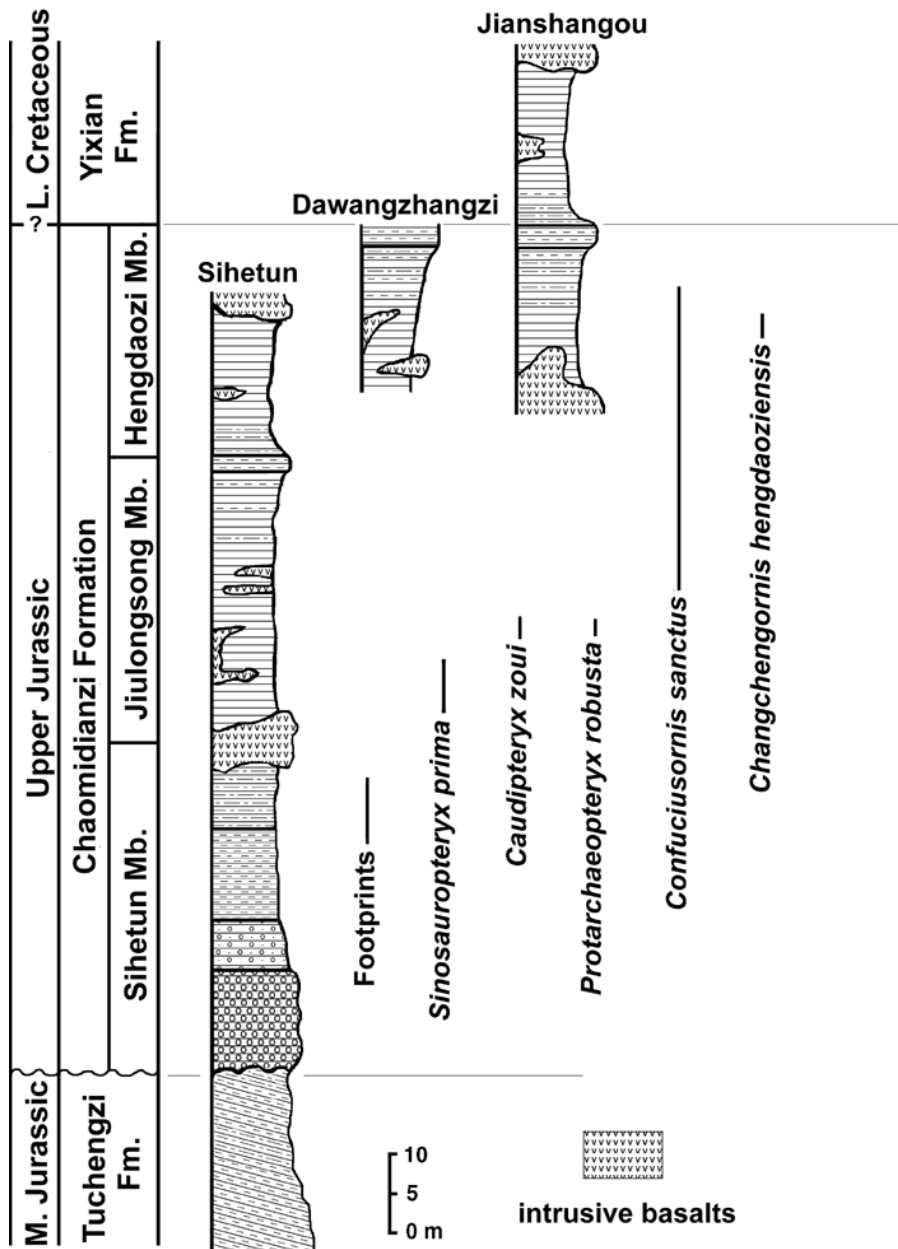 Jianshangou
Dawangzhangzi
Sihetun
L. Cretaceous
?
Upper Jurassic
M. Jurassic
Yixian
Fm.
Chaomidianzi Formation
Tuchengzi
Fm.
Hengdaozi Mb.
Jiulongsong Mb.
Sihetun Mb.
Footprints
Sinosauropteryx prima
Caudipteryx zoui
Protarchaeopteryx robusta
Confuciusornis sanctus
Changchengornis hengdaoziensis
10
5
0 m
intrusive basalts